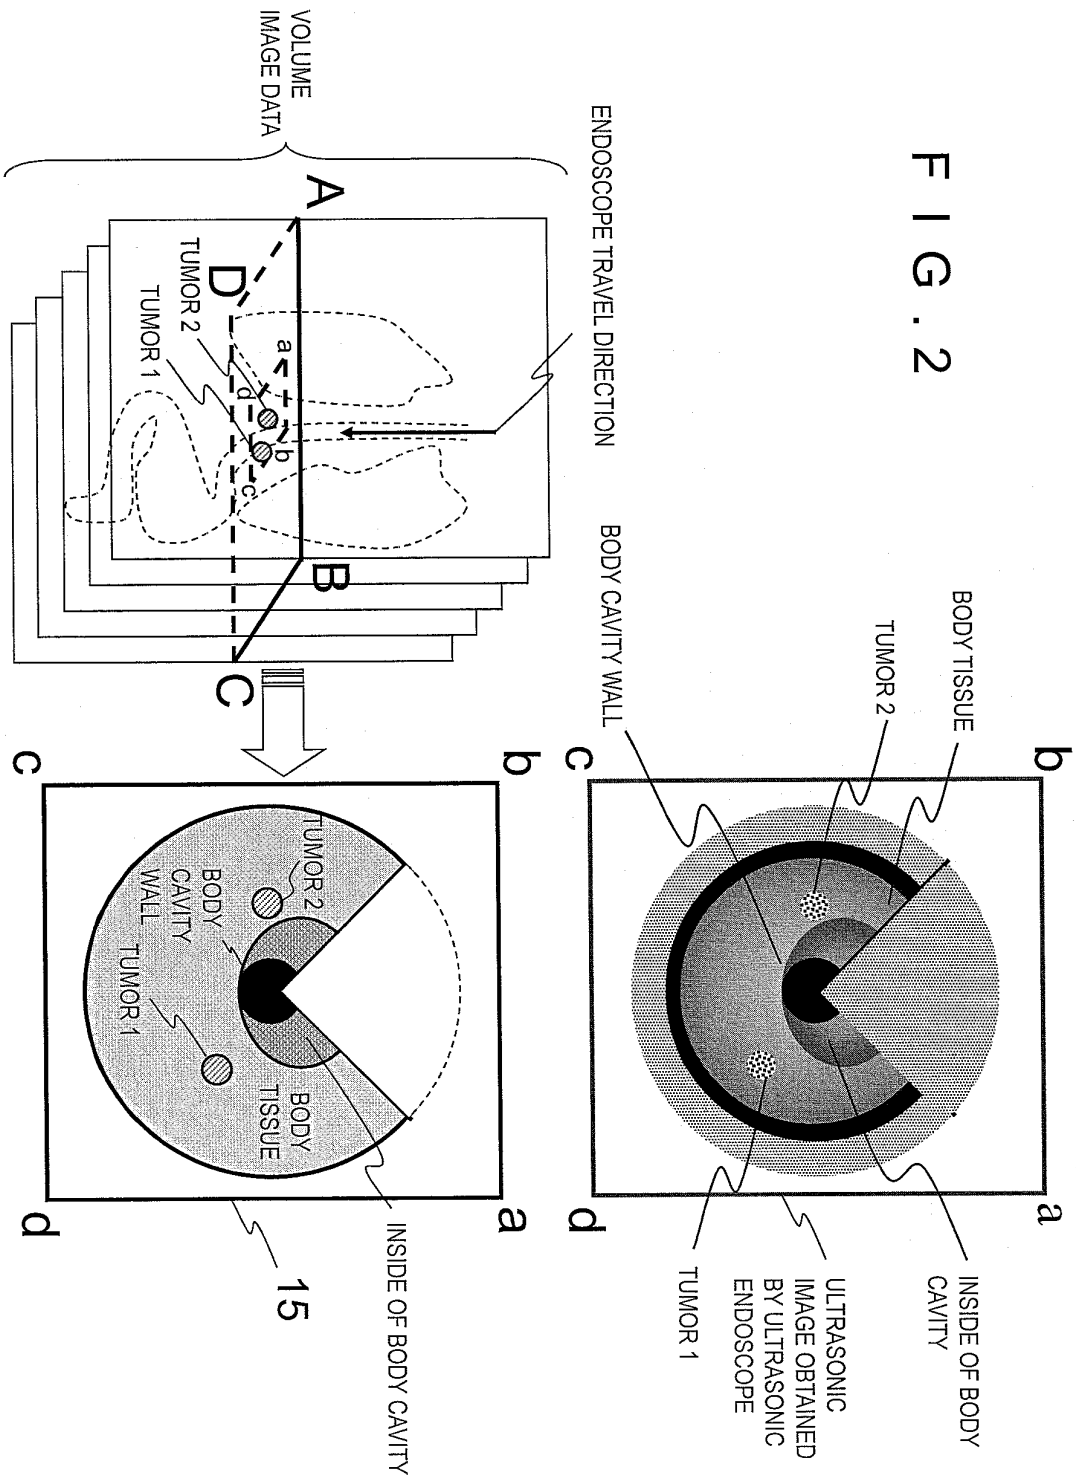 FIG. 2
ENDOSCOPE TRAVEL DIRECTION
VOLUME
IMAGE DATA
A
B
C
D
TUMOR 2
TUMOR 1
a
b
c
d
BODY TISSUE
TUMOR 2
BODY CAVITY WALL
b
c
a
d
INSIDE OF BODY
CAVITY
ULTRASONIC
IMAGE OBTAINED
BY ULTRASONIC
ENDOSCOPE
TUMOR 1
b
c
a
d
TUMOR 2
BODY
CAVITY
WALL
TUMOR 1
BODY
TISSUE
INSIDE OF BODY CAVITY
15